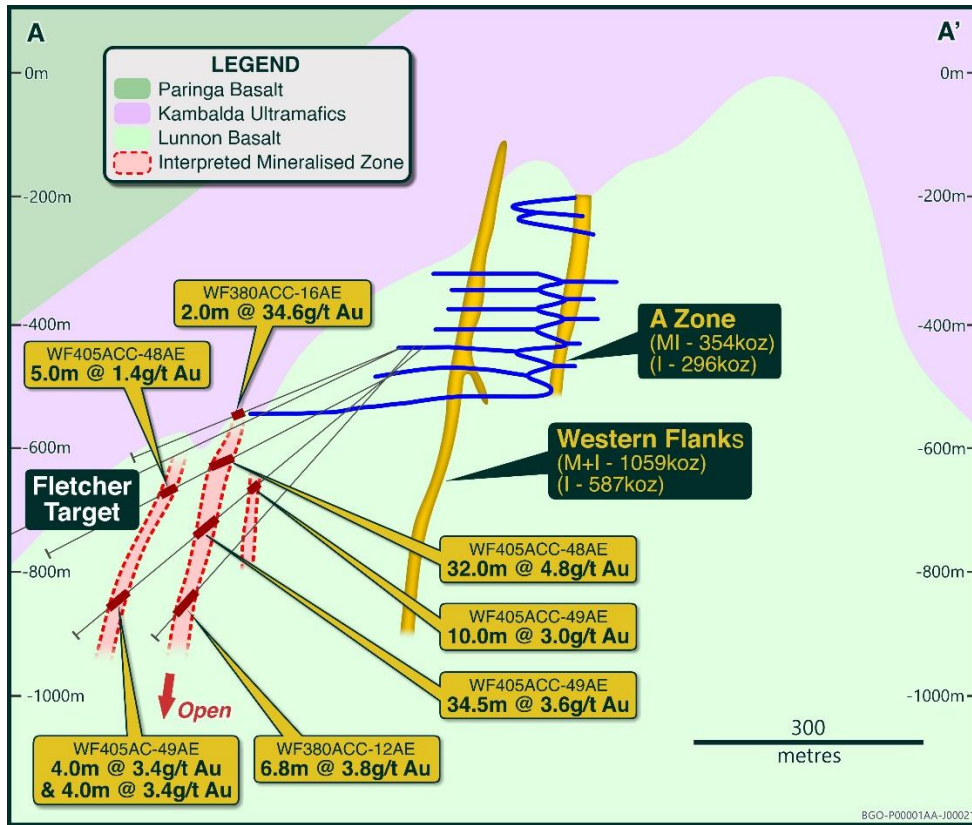 A
A'
LEGEND
Paringa Basalt
Kambalda Ultramafics
Lunnon Basalt
Interpreted Mineralised Zone
0m
0m
-200m
-200m
-400m
-400m
-600m
-600m
-800m
-800m
-1000m
-1000m
WF380ACC-16AE
2.0m @ 34.6g/t Au
WF405ACC-48AE
5.0m @ 1.4g/t Au
A Zone
(MI - 354koz)
(I - 296koz)
Western Flanks
(M+I - 1059koz)
(I - 587koz)
Fletcher
Target
WF405ACC-48AE
32.0m @ 4.8g/t Au
WF405ACC-49AE
10.0m @ 3.0g/t Au
WF405ACC-49AE
34.5m @ 3.6g/t Au
Open
WF405AC-49AE
4.0m @ 3.4g/t Au
& 4.0m @ 3.4g/t Au
WF380ACC-12AE
6.8m @ 3.8g/t Au
300
metres